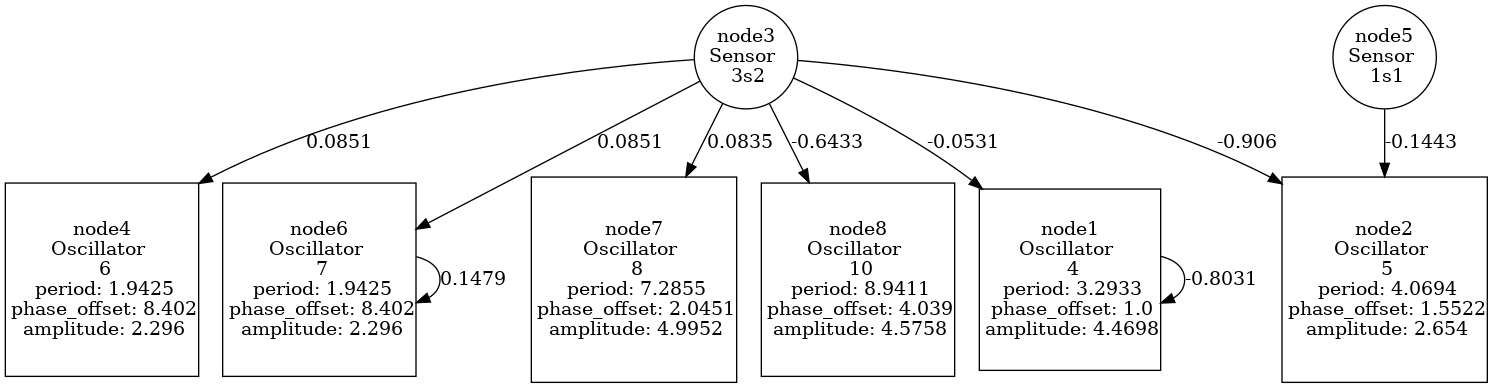 node3
Sensor
3s2
node5
Sensor
1s1
0.0851
0.0851
0.0835
-0.6433
-0.0531
-0.906
-0.1443
node4
Oscillator
6
period: 1.9425
phase_offset: 8.402
amplitude: 2.296
node6
Oscillator
7
period: 1.9425
phase_offset: 8.402
amplitude: 2.296
0.1479
node7
Oscillator
8
period: 7.2855
phase_offset: 2.0451
amplitude: 4.9952
node8
Oscillator
10
period: 8.9411
phase_offset: 4.039
amplitude: 4.5758
node1
Oscillator
4
period: 3.2933
phase_offset: 1.0
amplitude: 4.4698
-0.8031
node2
Oscillator
5
period: 4.0694
phase_offset: 1.5522
amplitude: 2.654